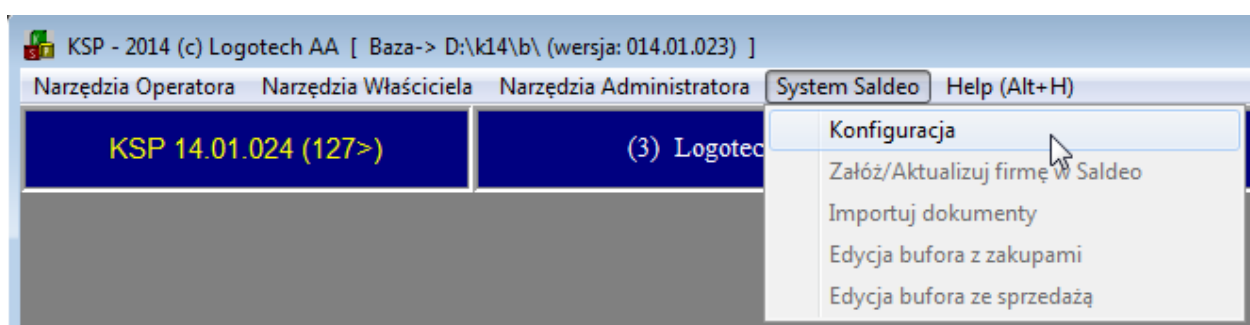 KSP - 2014 (c) Logotech AA [ Baza-> D:\k14\b\ (wersja: 014.01.023) ]
Narzędzia Operatora Narzędzia Właściciela Narzędzia Administratora System Saldeo Help (Alt+H)
KSP 14.01.024 (127>) (3) Logotec
Konfiguracja
Załóż/Aktualizuj firmę w Saldeo
Importuj dokumenty
Edycja bufora z zakupami
Edycja bufora ze sprzedażą